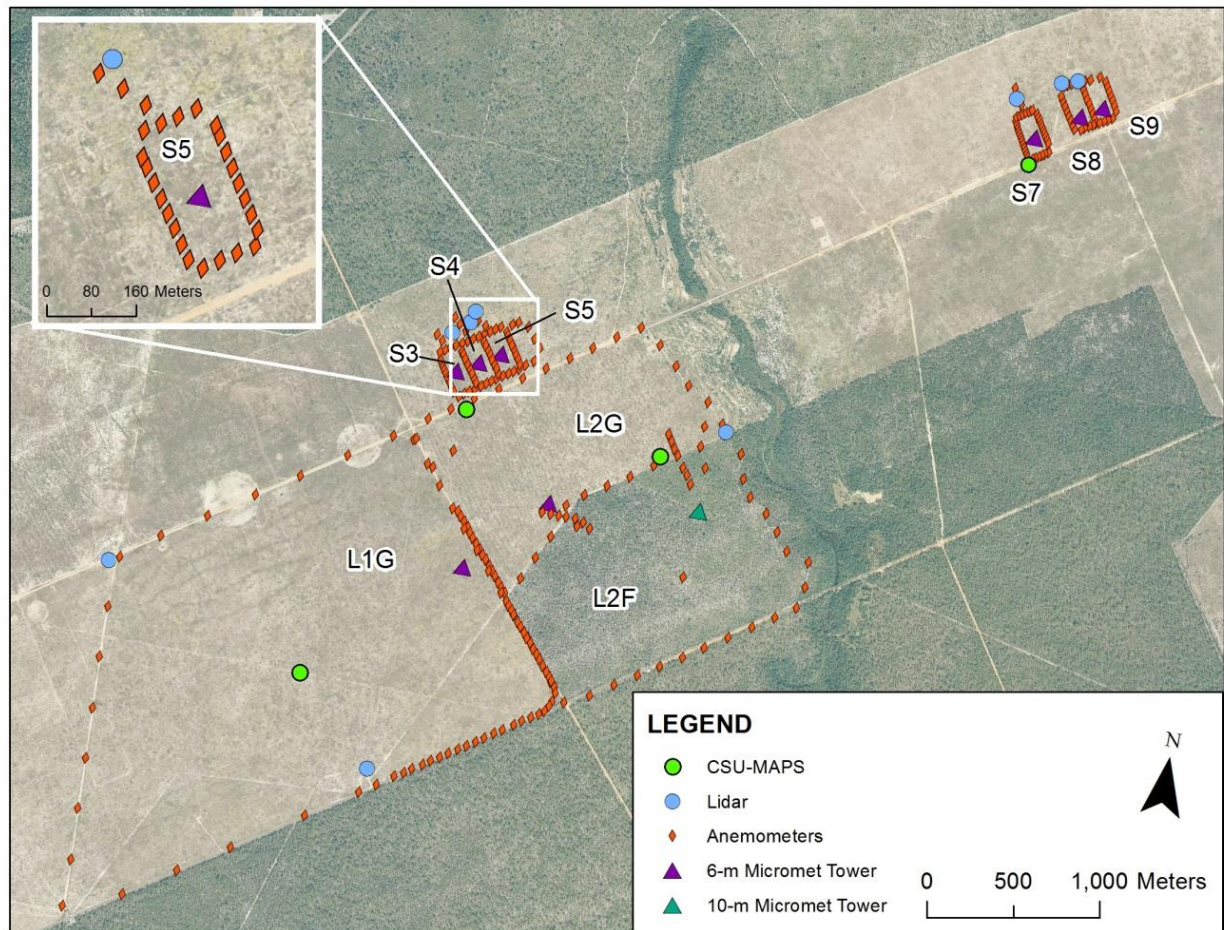 S5
0 80 160 Meters
S9
S8
S7
S4
S5
S3
L2G
L1G
L2F
LEGEND
N
CSU-MAPS
Lidar
Anemometers
6-m Micromet Tower
10-m Micromet Tower
0 500 1,000 Meters